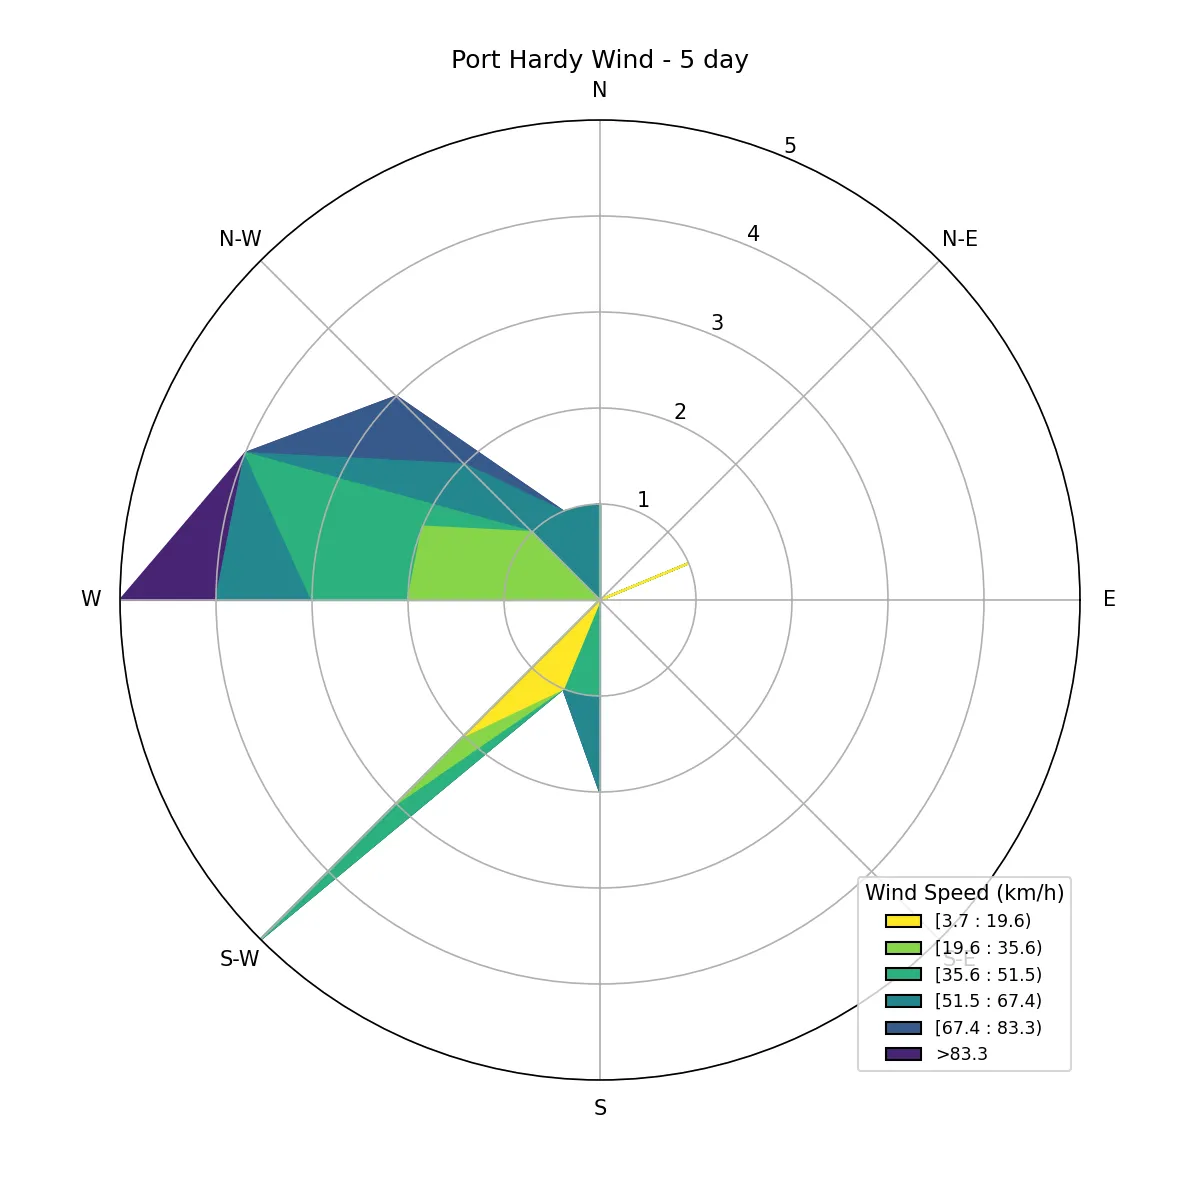 Port Hardy Wind - 5 day
N
5
N-W
N-E
4
3
2
1
W
E
S-W
S-E
Wind Speed (km/h)
[3.7 : 19.6)
[19.6 : 35.6)
[35.6 : 51.5)
[51.5 : 67.4)
[67.4 : 83.3)
>83.3
S